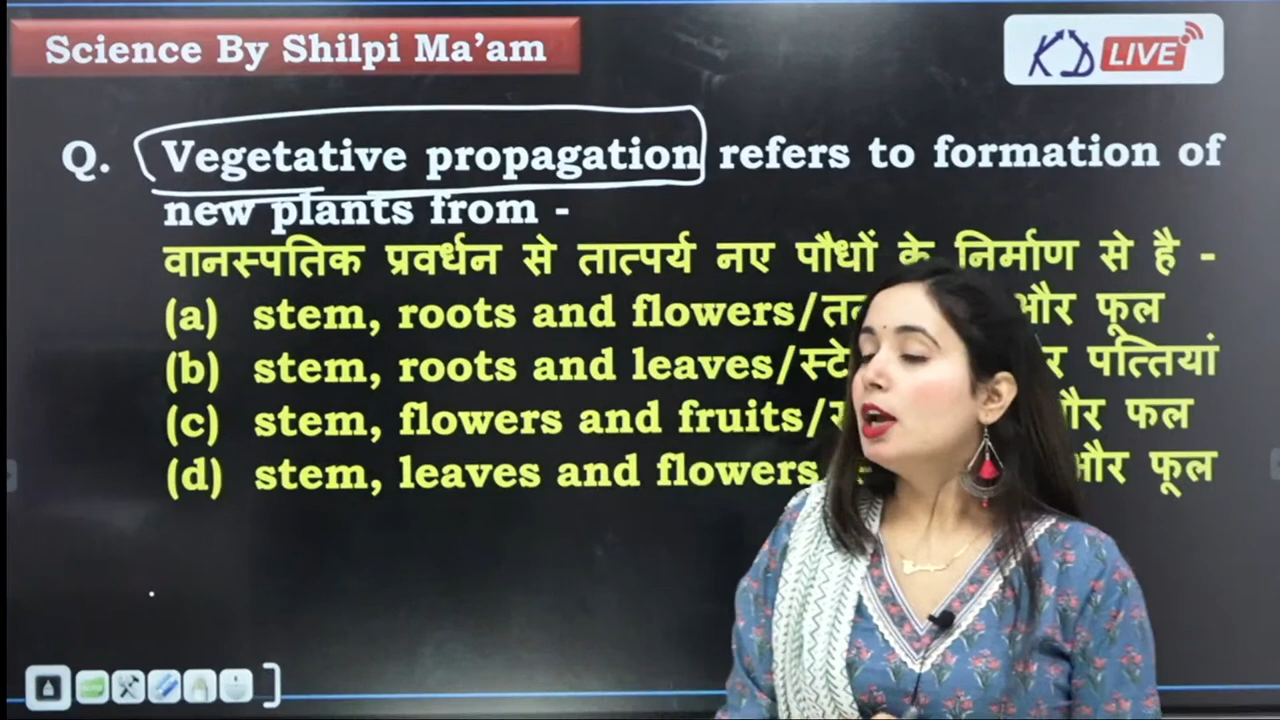 Science By Shilpi Ma’am
KD LIVE
Q. Vegetative propagation refers to formation of
new plants from -
वानस्पतिक प्रवर्धन से तात्पर्य नए पौधों के निर्माण से है -
(a) stem, roots and flowers/ और फूल
(b) stem, roots and leaves/ पत्तियां
(c) stem, flowers and fruits/ और फल
(d) stem, leaves and flowers और फूल